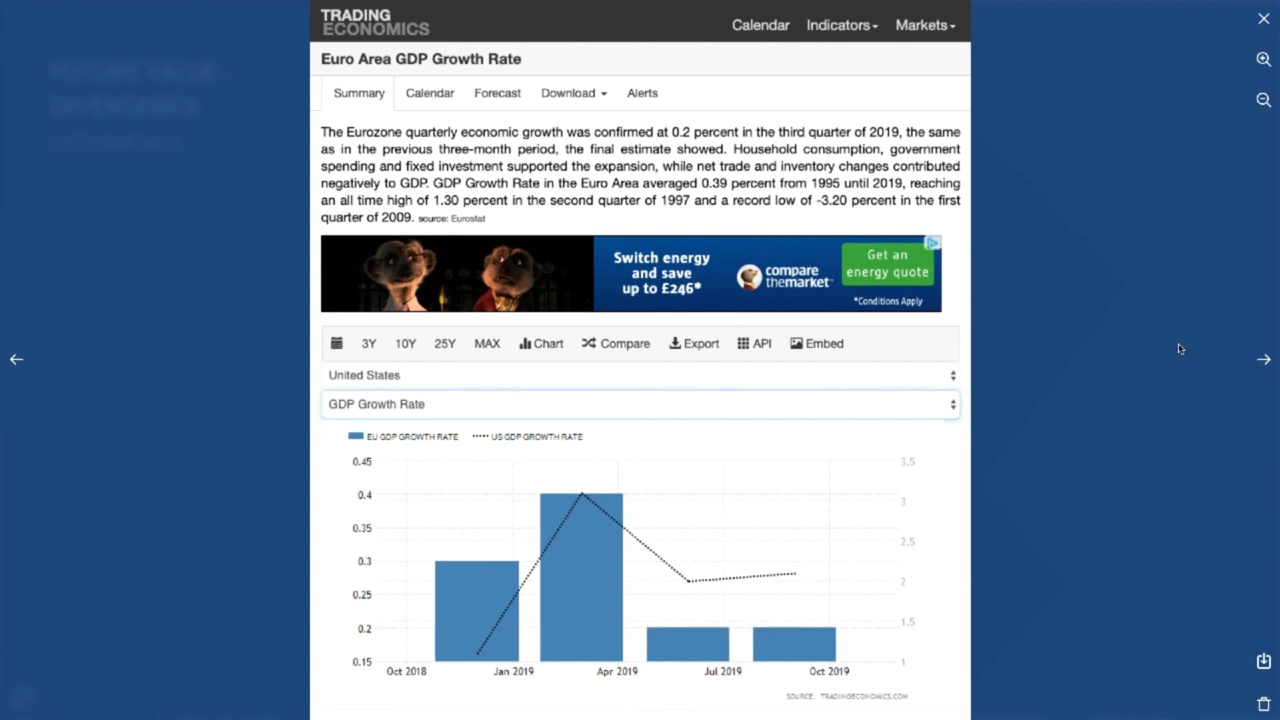 TRADING
ECONOMICS
Calendar Indicators Markets
Euro Area GDP Growth Rate
Summary Calendar Forecast Download Alerts
The Eurozone quarterly economic growth was confirmed at 0.2 percent in the third quarter of 2019, the same
as in the previous three-month period, the final estimate showed. Household consumption, government
spending and fixed investment supported the expansion, while net trade and inventory changes contributed
negatively to GDP. GDP Growth Rate in the Euro Area averaged 0.39 percent from 1995 until 2019, reaching
an all time high of 1.30 percent in the second quarter of 1997 and a record low of -3.20 percent in the first
quarter of 2009. source: Eurostat
Switch energy
and save
up to £246*
compare
themarket
Get an
energy quote
*Conditions Apply
3Y 10Y 25Y MAX Chart Compare Export API Embed
United States
GDP Growth Rate
EU GDP GROWTH RATE US GDP GROWTH RATE
0.45 3.5
0.4 3
0.35 2.5
0.3 2
0.25 1.5
0.2
0.15 1
Oct 2018 Jan 2019 Apr 2019 Jul 2019 Oct 2019
SOURCE: TRADINGECONOMICS.COM
FUTURE VALUE -
DIVERGENCE